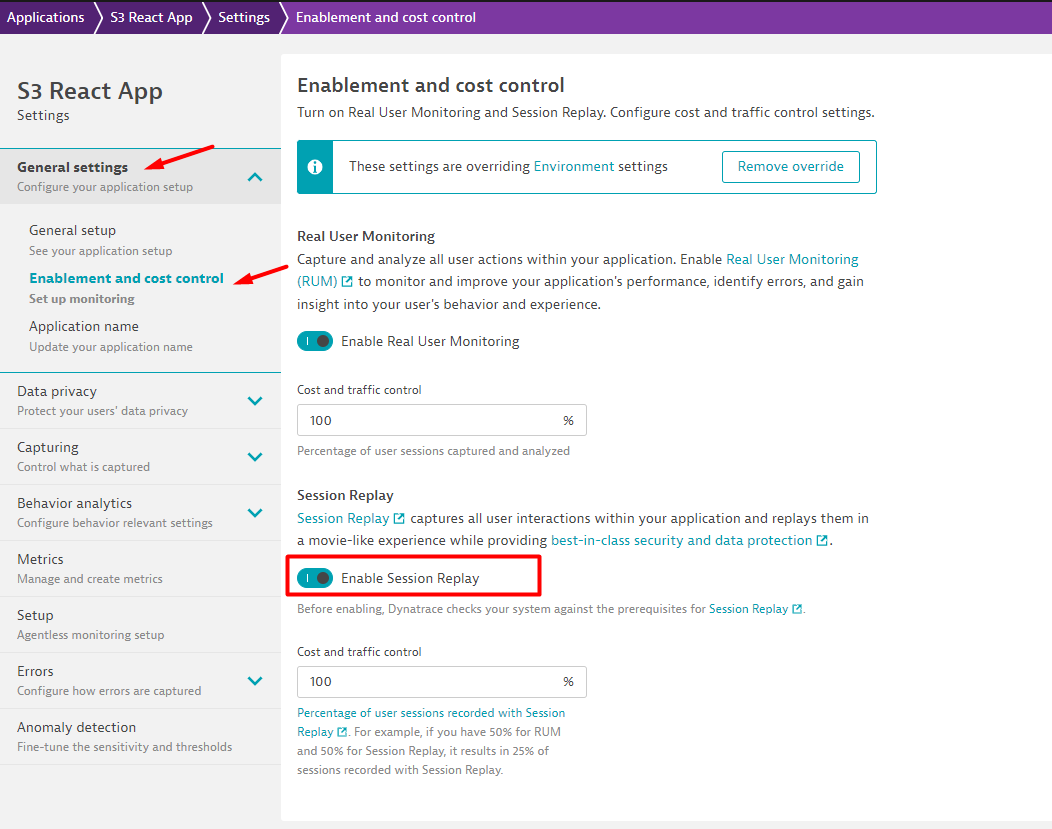 Applications S3 React App Settings Enablement and cost control
S3 React App
Settings
General settings
Configure your application setup
General setup
See your application setup
Enablement and cost control
Set up monitoring
Application name
Update your application name
Data privacy
Protect your users' data privacy
Capturing
Control what is captured
Behavior analytics
Configure behavior relevant settings
Metrics
Manage and create metrics
Setup
Agentless monitoring setup
Errors
Configure how errors are captured
Anomaly detection
Fine-tune the sensitivity and thresholds
Enablement and cost control
Turn on Real User Monitoring and Session Replay. Configure cost and traffic control settings.
These settings are overriding Environment settings
Remove override
Real User Monitoring
Capture and analyze all user actions within your application. Enable Real User Monitoring
(RUM) to monitor and improve your application's performance, identify errors, and gain
insight into your user's behavior and experience.
Enable Real User Monitoring
Cost and traffic control
100 %
Percentage of user sessions captured and analyzed
Session Replay
Session Replay captures all user interactions within your application and replays them in
a movie-like experience while providing best-in-class security and data protection .
Enable Session Replay
Before enabling, Dynatrace checks your system against the prerequisites for Session Replay .
Cost and traffic control
100 %
Percentage of user sessions recorded with Session
Replay . For example, if you have 50% for RUM
and 50% for Session Replay, it results in 25% of
sessions recorded with Session Replay.